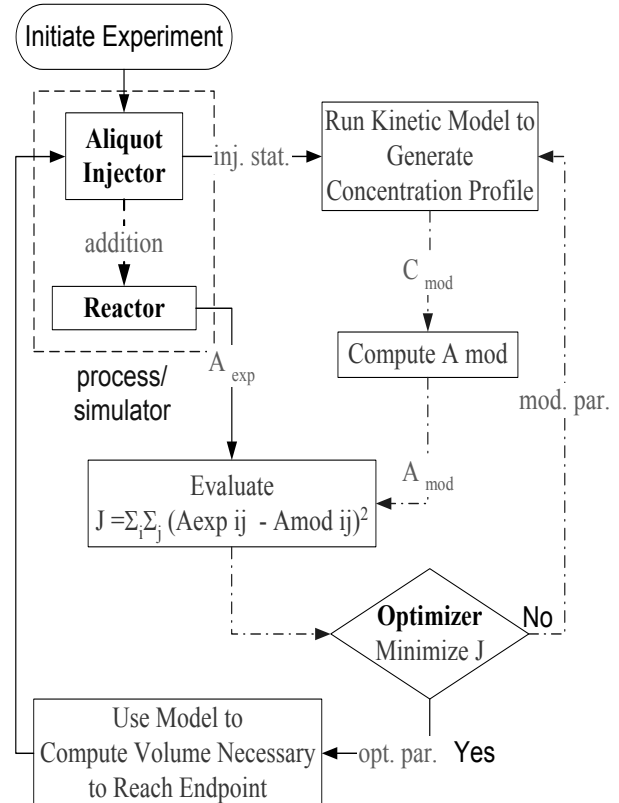 Initiate Experiment
Aliquot
Injector
inj. stat.
Run Kinetic Model to
Generate
Concentration Profile
addition
C mod
Reactor
Compute A mod
A exp
process/
simulator
mod. par.
A mod
Evaluate
J =ΣᵢΣⱼ (Aexp ij - Amod ij)²
Optimizer
Minimize J
No
Use Model to
Compute Volume Necessary
to Reach Endpoint
opt. par.
Yes